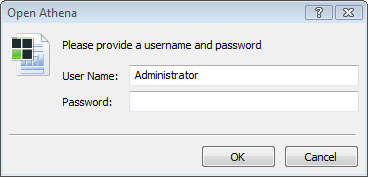 Open Athena
Please provide a username and password
User Name: Administrator
Password:
OK Cancel